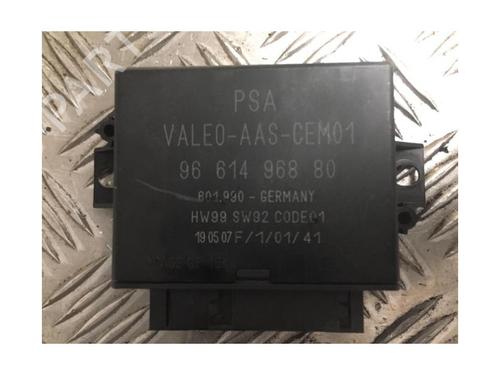 PSA
VALEO-AAS-CEM01
96 614 968 80
801.990 - GERMANY
HW99 SW92 CODE01
190507F/1/01/41